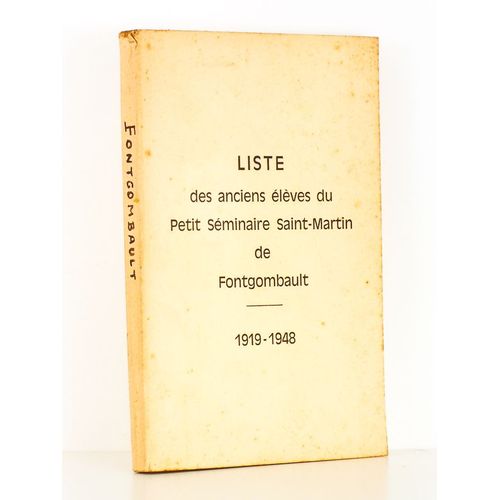 FONTGOMBAULT
LISTE
des anciens élèves du
Petit Séminaire Saint-Martin
de
Fontgombault
1919-1948